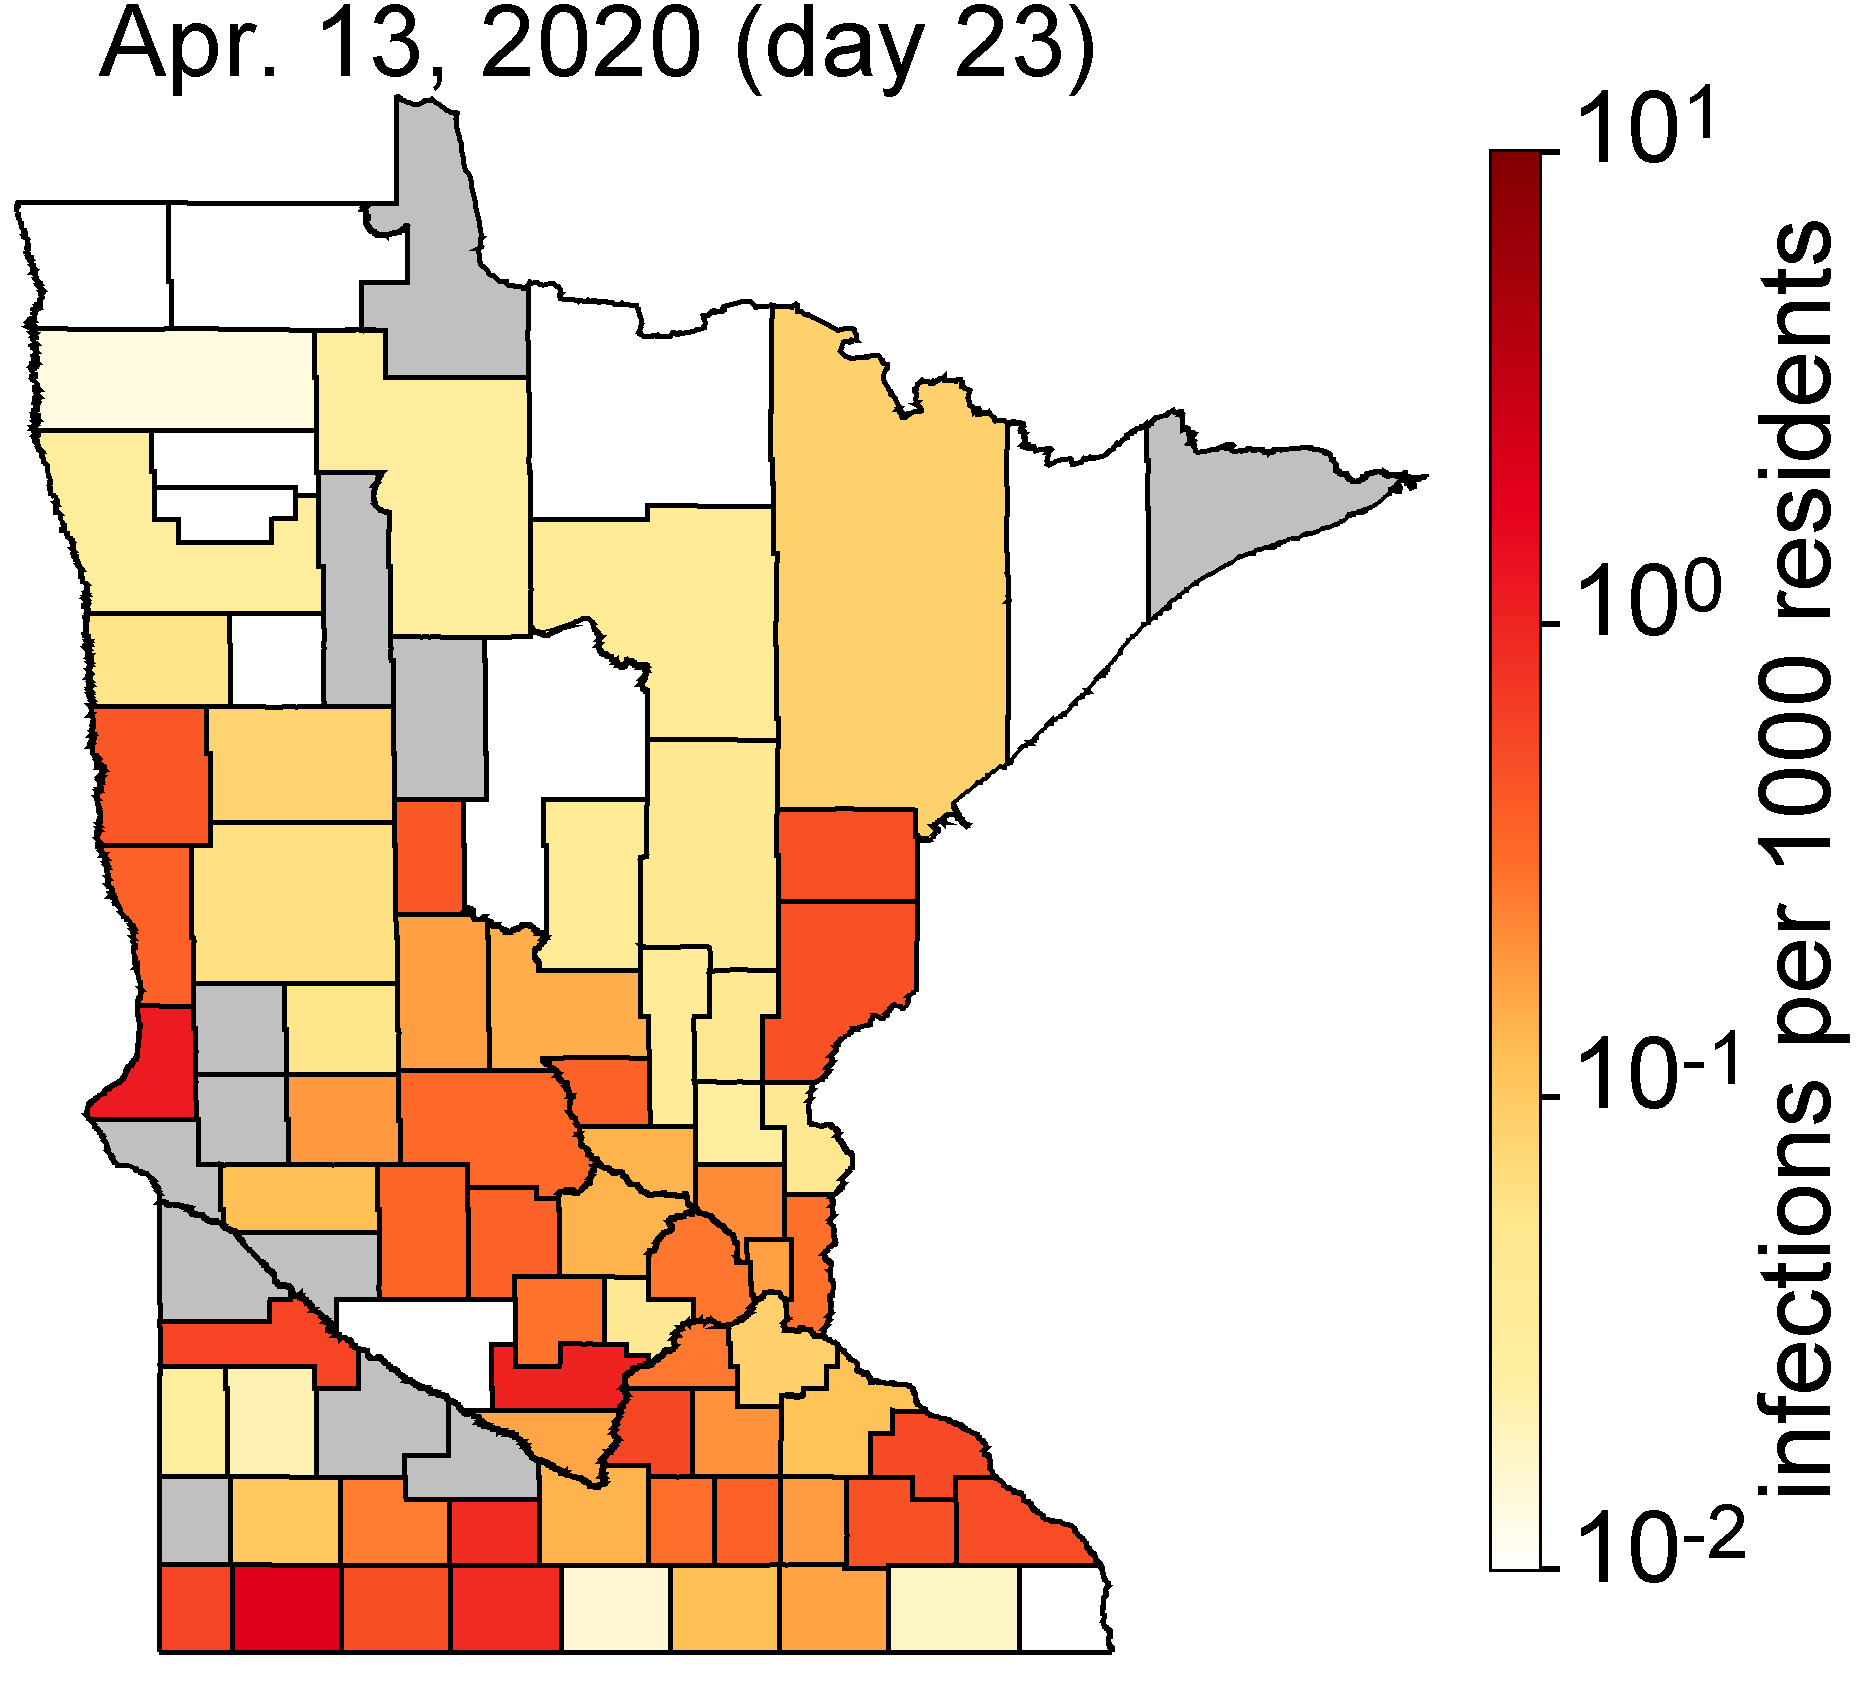 Apr. 13, 2020 (day 23)
10¹
10⁰
10⁻¹
10⁻²
infections per 1000 residents